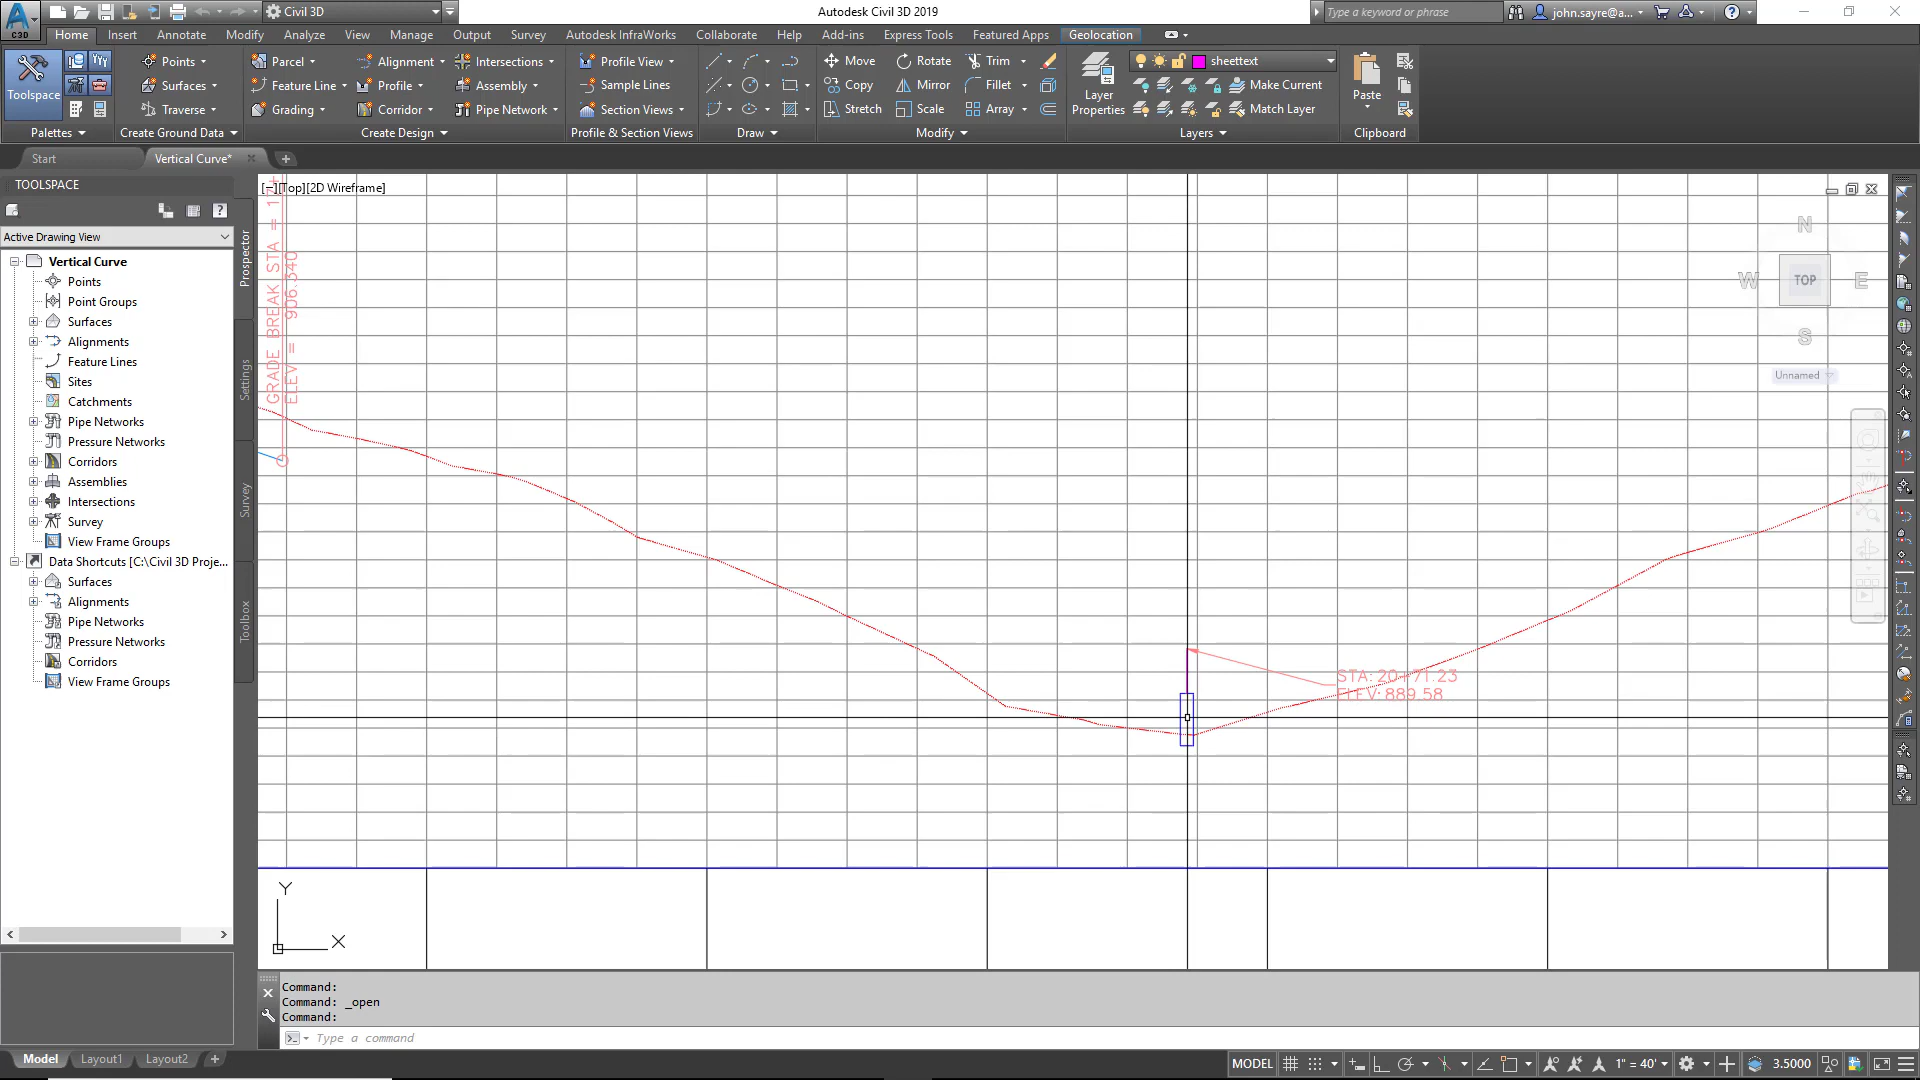 C3D
Civil 3D
Autodesk Civil 3D 2019
Type a keyword or phrase
john.sayre@a...
Home
Insert
Annotate
Modify
Analyze
View
Manage
Output
Survey
Autodesk InfraWorks
Collaborate
Help
Add-ins
Express Tools
Featured Apps
Geolocation
Toolspace
Points
Surfaces
Traverse
Parcel
Feature Line
Grading
Alignment
Profile
Corridor
Intersections
Assembly
Pipe Network
Profile View
Sample Lines
Section Views
Move
Copy
Stretch
Rotate
Mirror
Scale
Trim
Fillet
Array
Layer
Properties
sheettext
Make Current
Match Layer
Paste
Palettes
Create Ground Data
Create Design
Profile & Section Views
Draw
Modify
Layers
Clipboard
Start
Vertical Curve*
TOOLSPACE
Active Drawing View
Vertical Curve
Points
Point Groups
Surfaces
Alignments
Feature Lines
Sites
Catchments
Pipe Networks
Pressure Networks
Corridors
Assemblies
Intersections
Survey
View Frame Groups
Data Shortcuts [C:\Civil 3D Proje...
Surfaces
Alignments
Pipe Networks
Pressure Networks
Corridors
View Frame Groups
Prospector
Settings
Survey
Toolbox
[−][Top][2D Wireframe]
GRADE BREAK STA = 17+
ELEV = 906.340
N
W
TOP
E
S
Unnamed
STA: 20+71.23
ELEV: 889.58
Y
X
Command:
Command: _open
Command:
Type a command
Model
Layout1
Layout2
MODEL
1" = 40'
3.5000